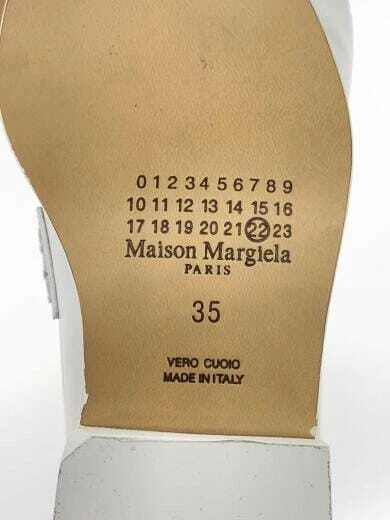 0 1 2 3 4 5 6 7 8 9
10 11 12 13 14 15 16
17 18 19 20 21 22 23
Maison Margiela
PARIS
35
VERO CUOIO
MADE IN ITALY